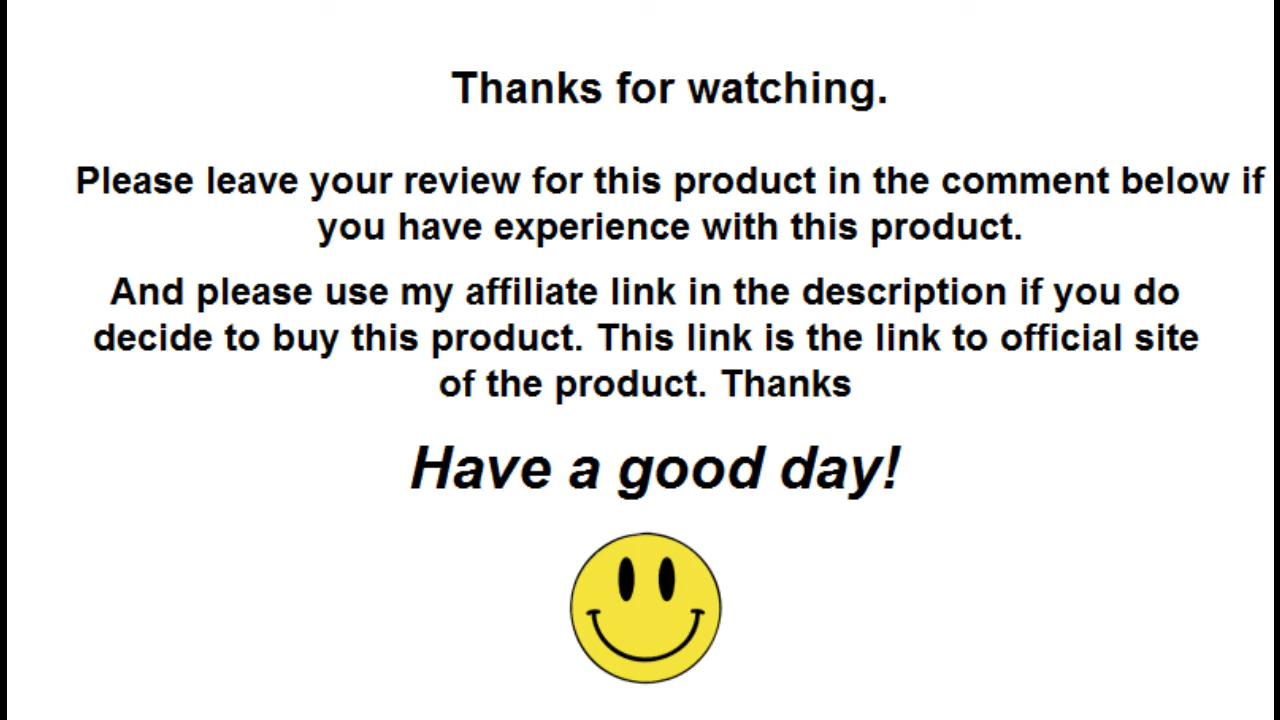 Thanks for watching.
Please leave your review for this product in the comment below if
you have experience with this product.
And please use my affiliate link in the description if you do
decide to buy this product. This link is the link to official site
of the product. Thanks
Have a good day!